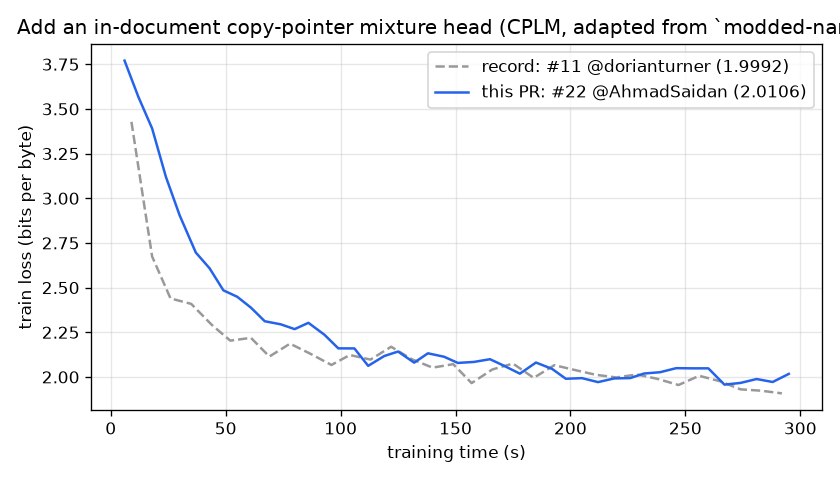 Add an in-document copy-pointer mixture head (CPLM, adapted from `modded-na
record: #11 @dorianturner (1.9992)
this PR: #22 @AhmadSaidan (2.0106)
train loss (bits per byte)
3.75
3.50
3.25
3.00
2.75
2.50
2.25
2.00
0 50 100 150 200 250 300
training time (s)